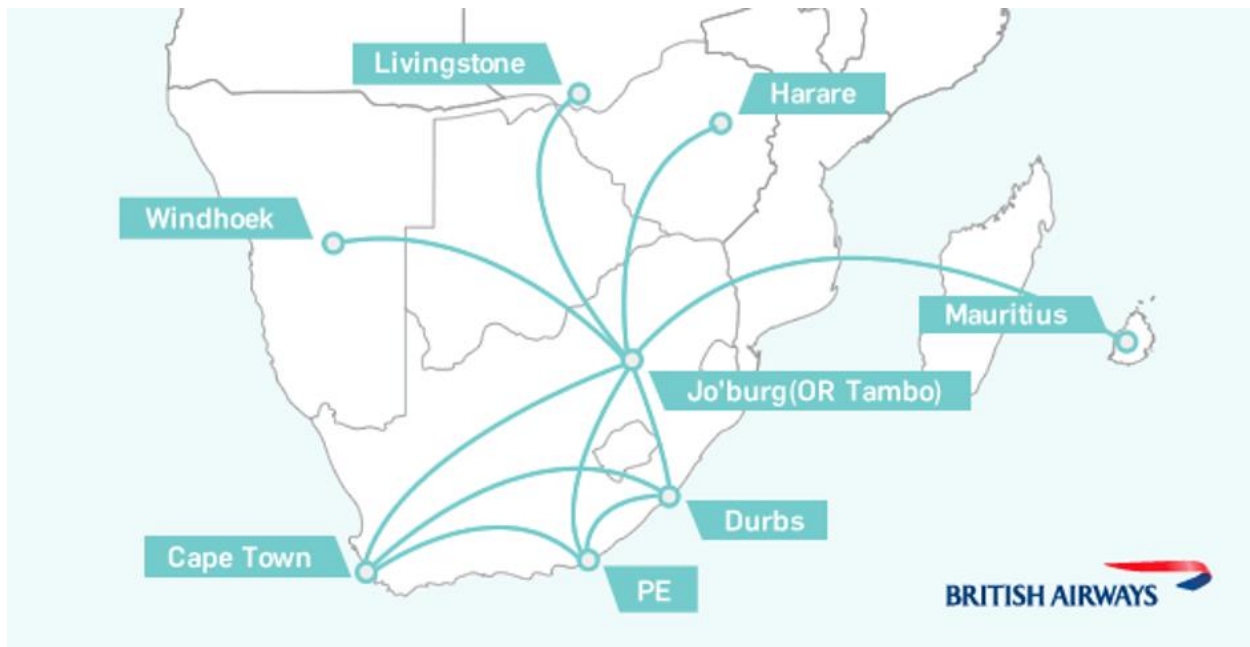 Livingstone
Harare
Windhoek
Mauritius
Jo'burg(OR Tambo)
Durbs
Cape Town
PE
BRITISH AIRWAYS